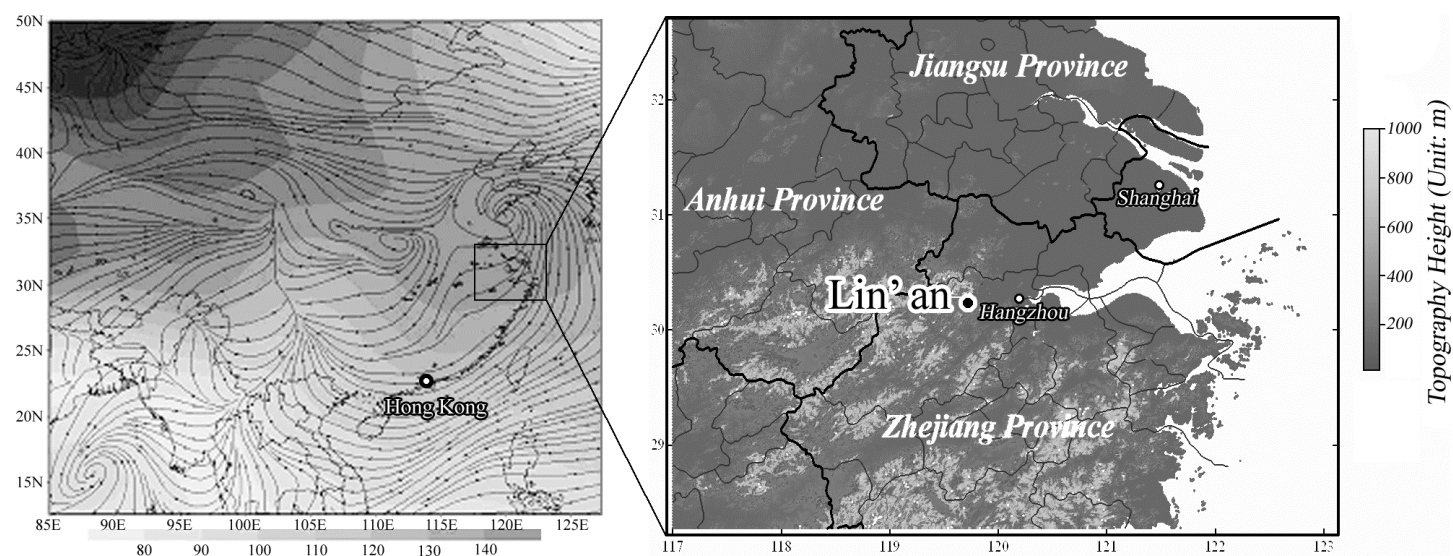 50N
45N
40N
35N
30N
25N
20N
15N
85E 90E 95E 100E 105E 110E 115E 120E 125E
80 90 100 110 120 130 140
Hong Kong
Jiangsu Province
Anhui Province
Shanghai
Lin' an
Hangzhou
Zhejiang Province
32
31
30
29
117 118 119 120 121 122 123
1000
800
600
400
200
Topography Height (Unit: m)